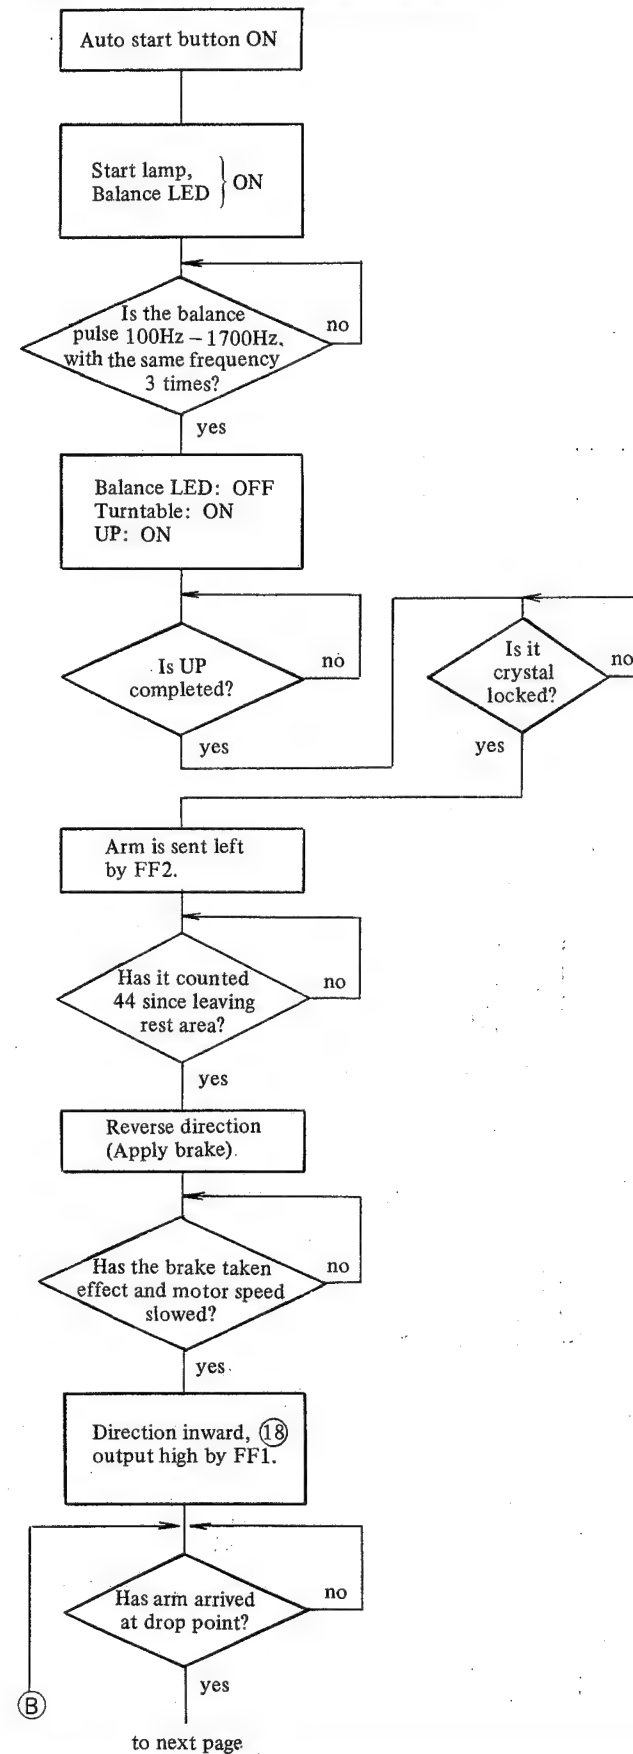 Auto start button ON
Start lamp,
Balance LED } ON
Is the balance
pulse 100Hz – 1700Hz,
with the same frequency
3 times?
no
yes
Balance LED: OFF
Turntable: ON
UP: ON
Is UP
completed?
no
yes
Is it
crystal
locked?
no
yes
Arm is sent left
by FF2.
Has it counted
44 since leaving
rest area?
no
yes
Reverse direction
(Apply brake).
Has the brake taken
effect and motor speed
slowed?
no
yes
Direction inward, ⑱
output high by FF1.
Has arm arrived
at drop point?
no
yes
Ⓑ
to next page